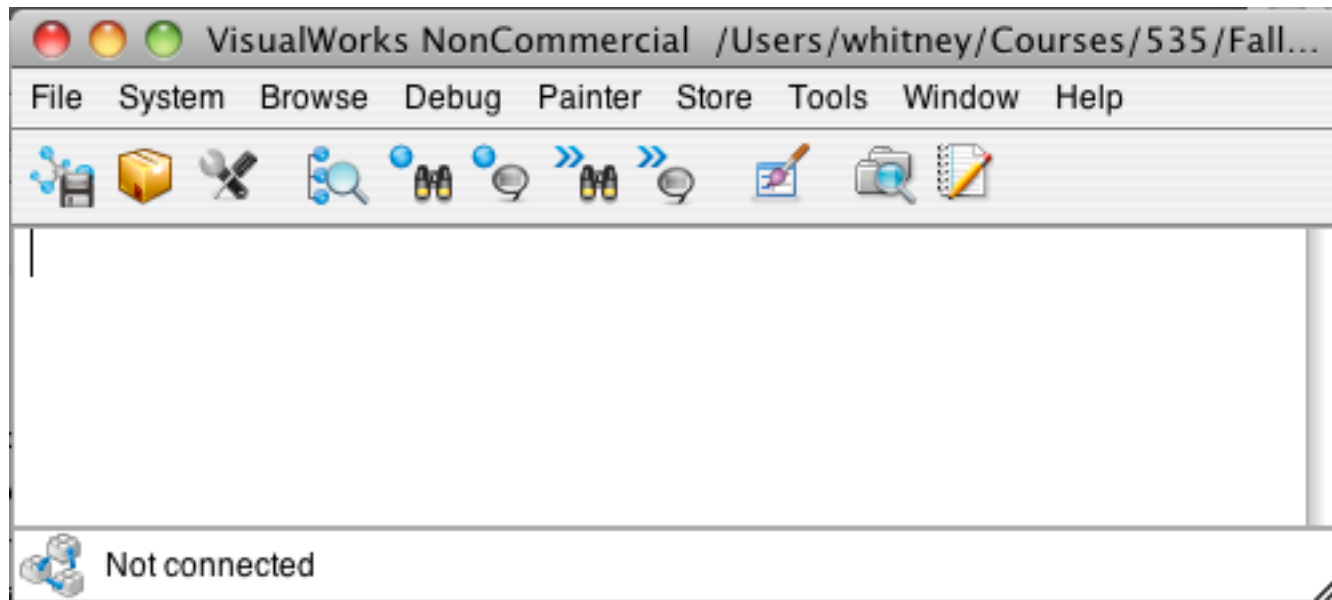 VisualWorks NonCommercial /Users/whitney/Courses/535/Fall...
File System Browse Debug Painter Store Tools Window Help
Not connected